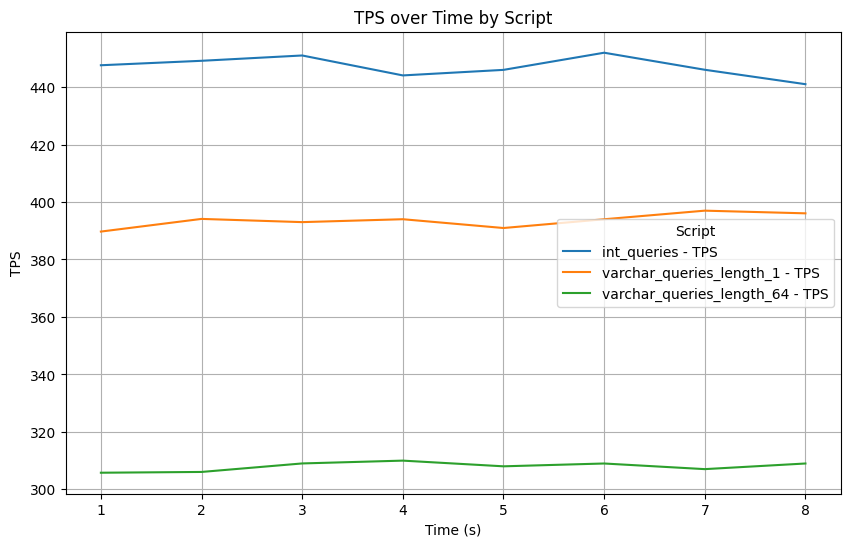 TPS over Time by Script
TPS
440
420
400
380
360
340
320
300
Script
int_queries - TPS
varchar_queries_length_1 - TPS
varchar_queries_length_64 - TPS
1 2 3 4 5 6 7 8
Time (s)